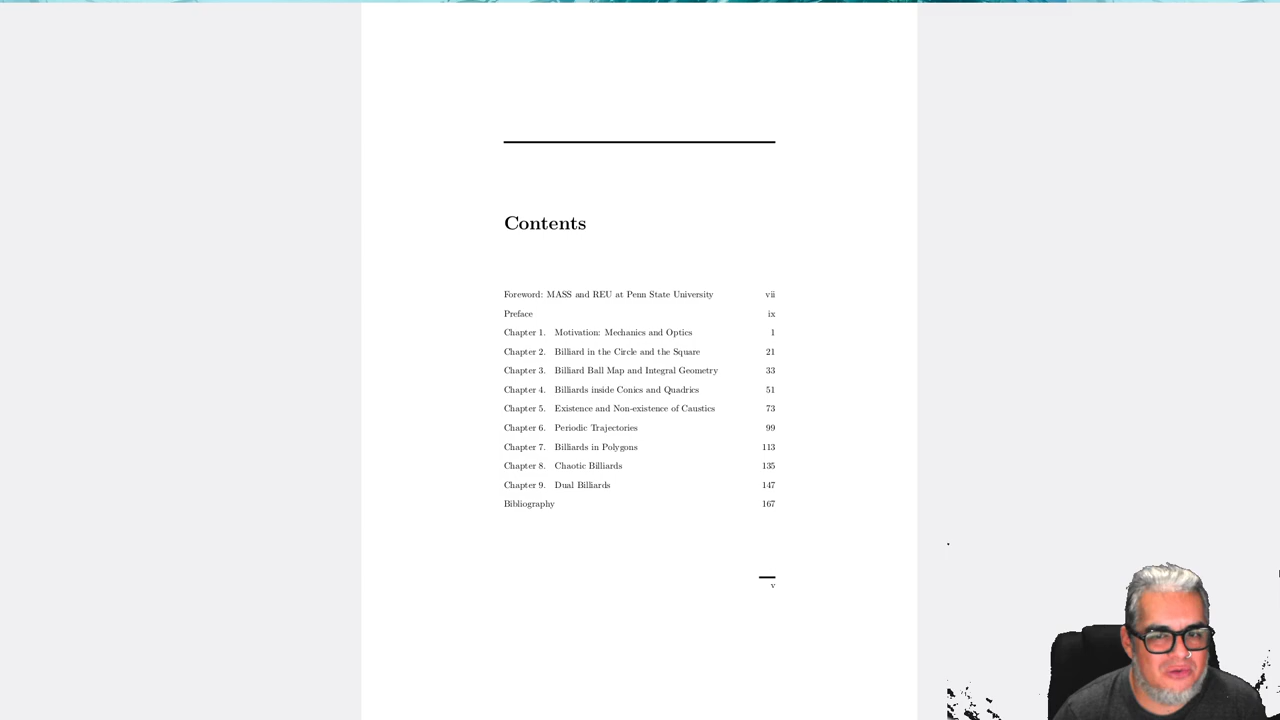 Contents
Foreword: MASS and REU at Penn State University vii
Preface ix
Chapter 1. Motivation: Mechanics and Optics 1
Chapter 2. Billiard in the Circle and the Square 21
Chapter 3. Billiard Ball Map and Integral Geometry 33
Chapter 4. Billiards inside Conics and Quadrics 51
Chapter 5. Existence and Non-existence of Caustics 73
Chapter 6. Periodic Trajectories 99
Chapter 7. Billiards in Polygons 113
Chapter 8. Chaotic Billiards 135
Chapter 9. Dual Billiards 147
Bibliography 167
v